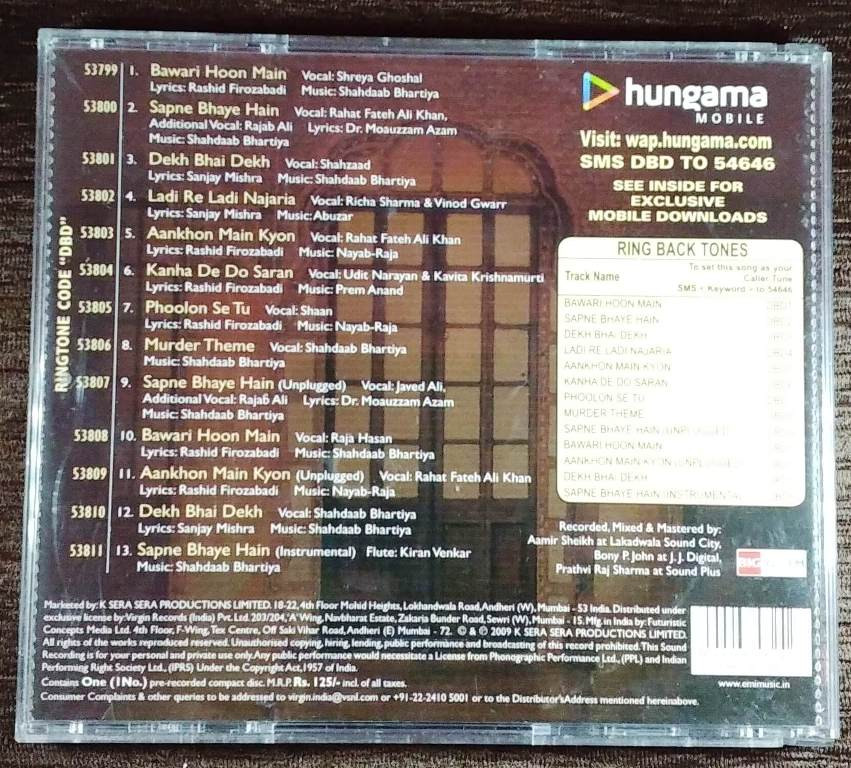 RINGTONE CODE "DBD"
53799 1. Bawari Hoon Main Vocal: Shreya Ghoshal
Lyrics: Rashid Firozabadi Music: Shahdaab Bhartiya
53800 2. Sapne Bhaye Hain Vocal: Rahat Fateh Ali Khan,
Additional Vocal: Rajab Ali Lyrics: Dr. Moauzzam Azam
Music: Shahdaab Bhartiya
53801 3. Dekh Bhai Dekh Vocal: Shahzaad
Lyrics: Sanjay Mishra Music: Shahdaab Bhartiya
53802 4. Ladi Re Ladi Najaria Vocal: Richa Sharma & Vinod Gwarr
Lyrics: Sanjay Mishra Music: Abuzar
53803 5. Aankhon Main Kyon Vocal: Rahat Fateh Ali Khan
Lyrics: Rashid Firozabadi Music: Nayab-Raja
53804 6. Kanha De Do Saran Vocal: Udit Narayan & Kavita Krishnamurti
Lyrics: Rashid Firozabadi Music: Prem Anand
53805 7. Phoolon Se Tu Vocal: Shaan
Lyrics: Rashid Firozabadi Music: Nayab-Raja
53806 8. Murder Theme Vocal: Shahdaab Bhartiya
Music: Shahdaab Bhartiya
53807 9. Sapne Bhaye Hain (Unplugged) Vocal: Javed Ali,
Additional Vocal: Rajab Ali Lyrics: Dr. Moauzzam Azam
Music: Shahdaab Bhartiya
53808 10. Bawari Hoon Main Vocal: Raja Hasan
Lyrics: Rashid Firozabadi Music: Shahdaab Bhartiya
53809 11. Aankhon Main Kyon (Unplugged) Vocal: Rahat Fateh Ali Khan
Lyrics: Rashid Firozabadi Music: Nayab-Raja
53810 12. Dekh Bhai Dekh Vocal: Shahdaab Bhartiya
Lyrics: Sanjay Mishra Music: Shahdaab Bhartiya
53811 13. Sapne Bhaye Hain (Instrumental) Flute: Kiran Venkar
Music: Shahdaab Bhartiya
hungama
MOBILE
Visit: wap.hungama.com
SMS DBD TO 54646
SEE INSIDE FOR
EXCLUSIVE
MOBILE DOWNLOADS
RING BACK TONES
Track Name
To set this song as your
Caller Tune
SMS < Keyword > to 54646
BAWARI HOON MAIN
SAPNE BHAYE HAIN
DEKH BHAI DEKH
LADI RE LADI NAJARIA
AANKHON MAIN KYON
KANHA DE DO SARAN
PHOOLON SE TU
MURDER THEME
SAPNE BHAYE HAIN (UNPLUGGED)
BAWARI HOON MAIN
AANKHON MAIN KYON (UNPLUGGED)
DEKH BHAI DEKH
SAPNE BHAYE HAIN (INSTRUMENTAL
Recorded, Mixed & Mastered by:
Aamir Sheikh at Lakadwala Sound City,
Bony P. John at J. J. Digital,
Prathvi Raj Sharma at Sound Plus
BIG FM
Marketed by: K SERA SERA PRODUCTIONS LIMITED. 18-22, 4th Floor Mohid Heights, Lokhandwala Road, Andheri (W), Mumbai - 53 India. Distributed under
exclusive license by: Virgin Records (India) Pvt. Ltd. 203/204, 'A' Wing, Navbharat Estate, Zakaria Bunder Road, Sewri (W), Mumbai - 15. Mfg. in India by: Futuristic
Concepts Media Ltd. 4th Floor, F-Wing, Tex Centre, Off Saki Vihar Road, Andheri (E) Mumbai - 72. © & ℗ 2009 K SERA SERA PRODUCTIONS LIMITED.
All rights of the works reproduced reserved. Unauthorised copying, hiring, lending, public performance and broadcasting of this record prohibited. This Sound
Recording is for your personal and private use only. Any public performance would necessitate a License from Phonographic Performance Ltd., (PPL) and Indian
Performing Right Society Ltd., (IPRS) Under the Copyright Act, 1957 of India.
Contains One (1No.) pre-recorded compact disc. M.R.P. Rs. 125/- incl. of all taxes.
Consumer Complaints & other queries to be addressed to virgin.india@vsnl.com or +91-22-2410 5001 or to the Distributor'sAddress mentioned hereinabove.
www.emimusic.in